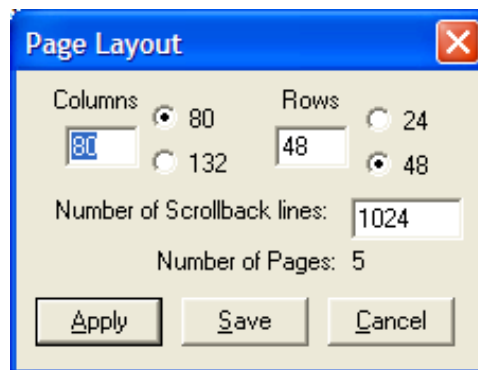 Page Layout
Columns Rows
80 80 48 24
132 48
Number of Scrollback lines: 1024
Number of Pages: 5
Apply Save Cancel